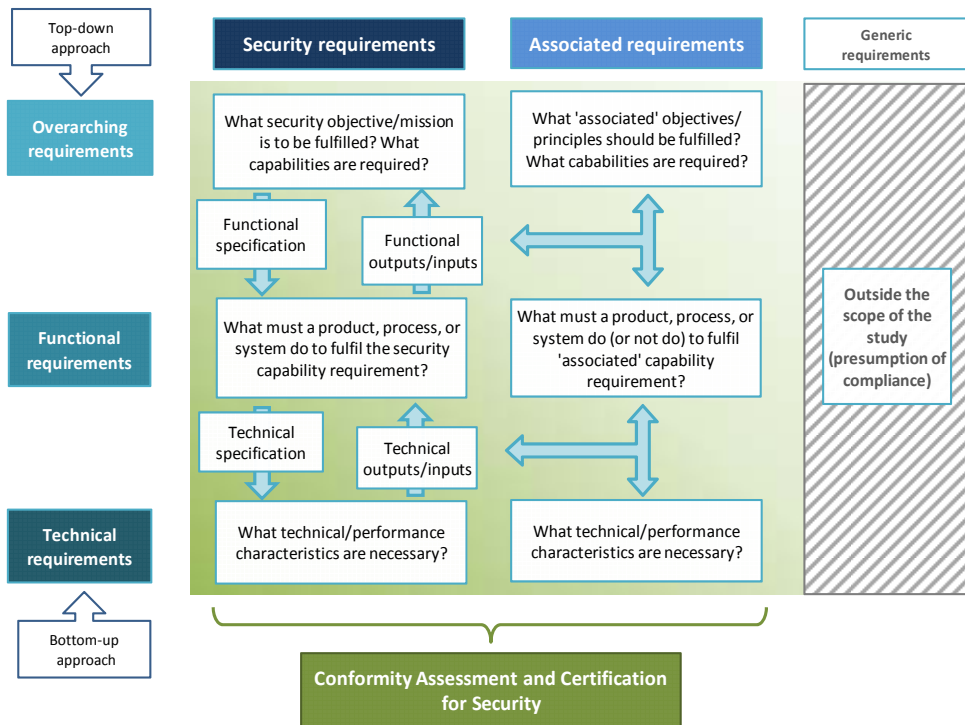 Top-down
approach
Security requirements
Associated requirements
Generic
requirements
Overarching
requirements
What security objective/mission
is to be fulfilled? What
capabilities are required?
What 'associated' objectives/
principles should be fulfilled?
What cababilities are required?
Functional
specification
Functional
outputs/inputs
Functional
requirements
What must a product, process, or
system do to fulfil the security
capability requirement?
What must a product, process, or
system do (or not do) to fulfil
'associated' capability
requirement?
Outside the
scope of the
study
(presumption of
compliance)
Technical
specification
Technical
outputs/inputs
Technical
requirements
What technical/performance
characteristics are necessary?
What technical/performance
characteristics are necessary?
Bottom-up
approach
Conformity Assessment and Certification
for Security